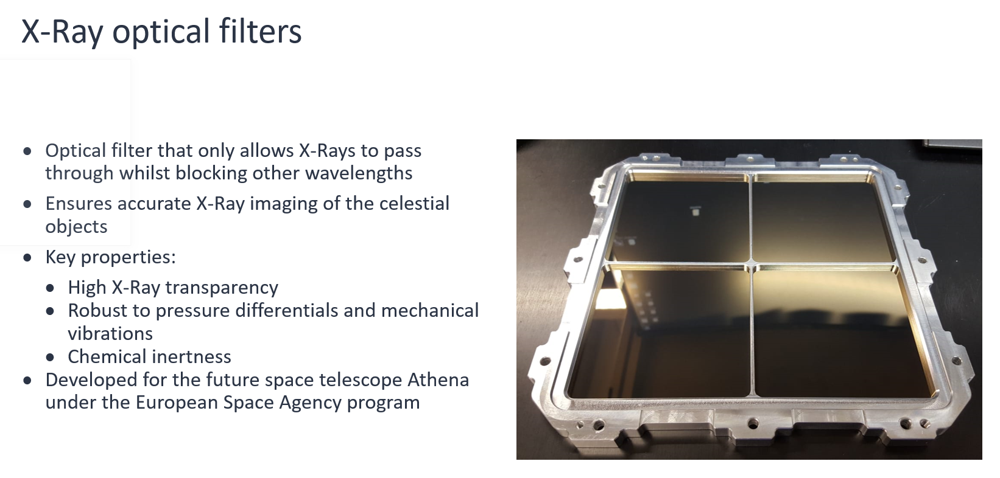 X-Ray optical filters
● Optical filter that only allows X-Rays to pass
through whilst blocking other wavelengths
● Ensures accurate X-Ray imaging of the celestial
objects
● Key properties:
● High X-Ray transparency
● Robust to pressure differentials and mechanical
vibrations
● Chemical inertness
● Developed for the future space telescope Athena
under the European Space Agency program